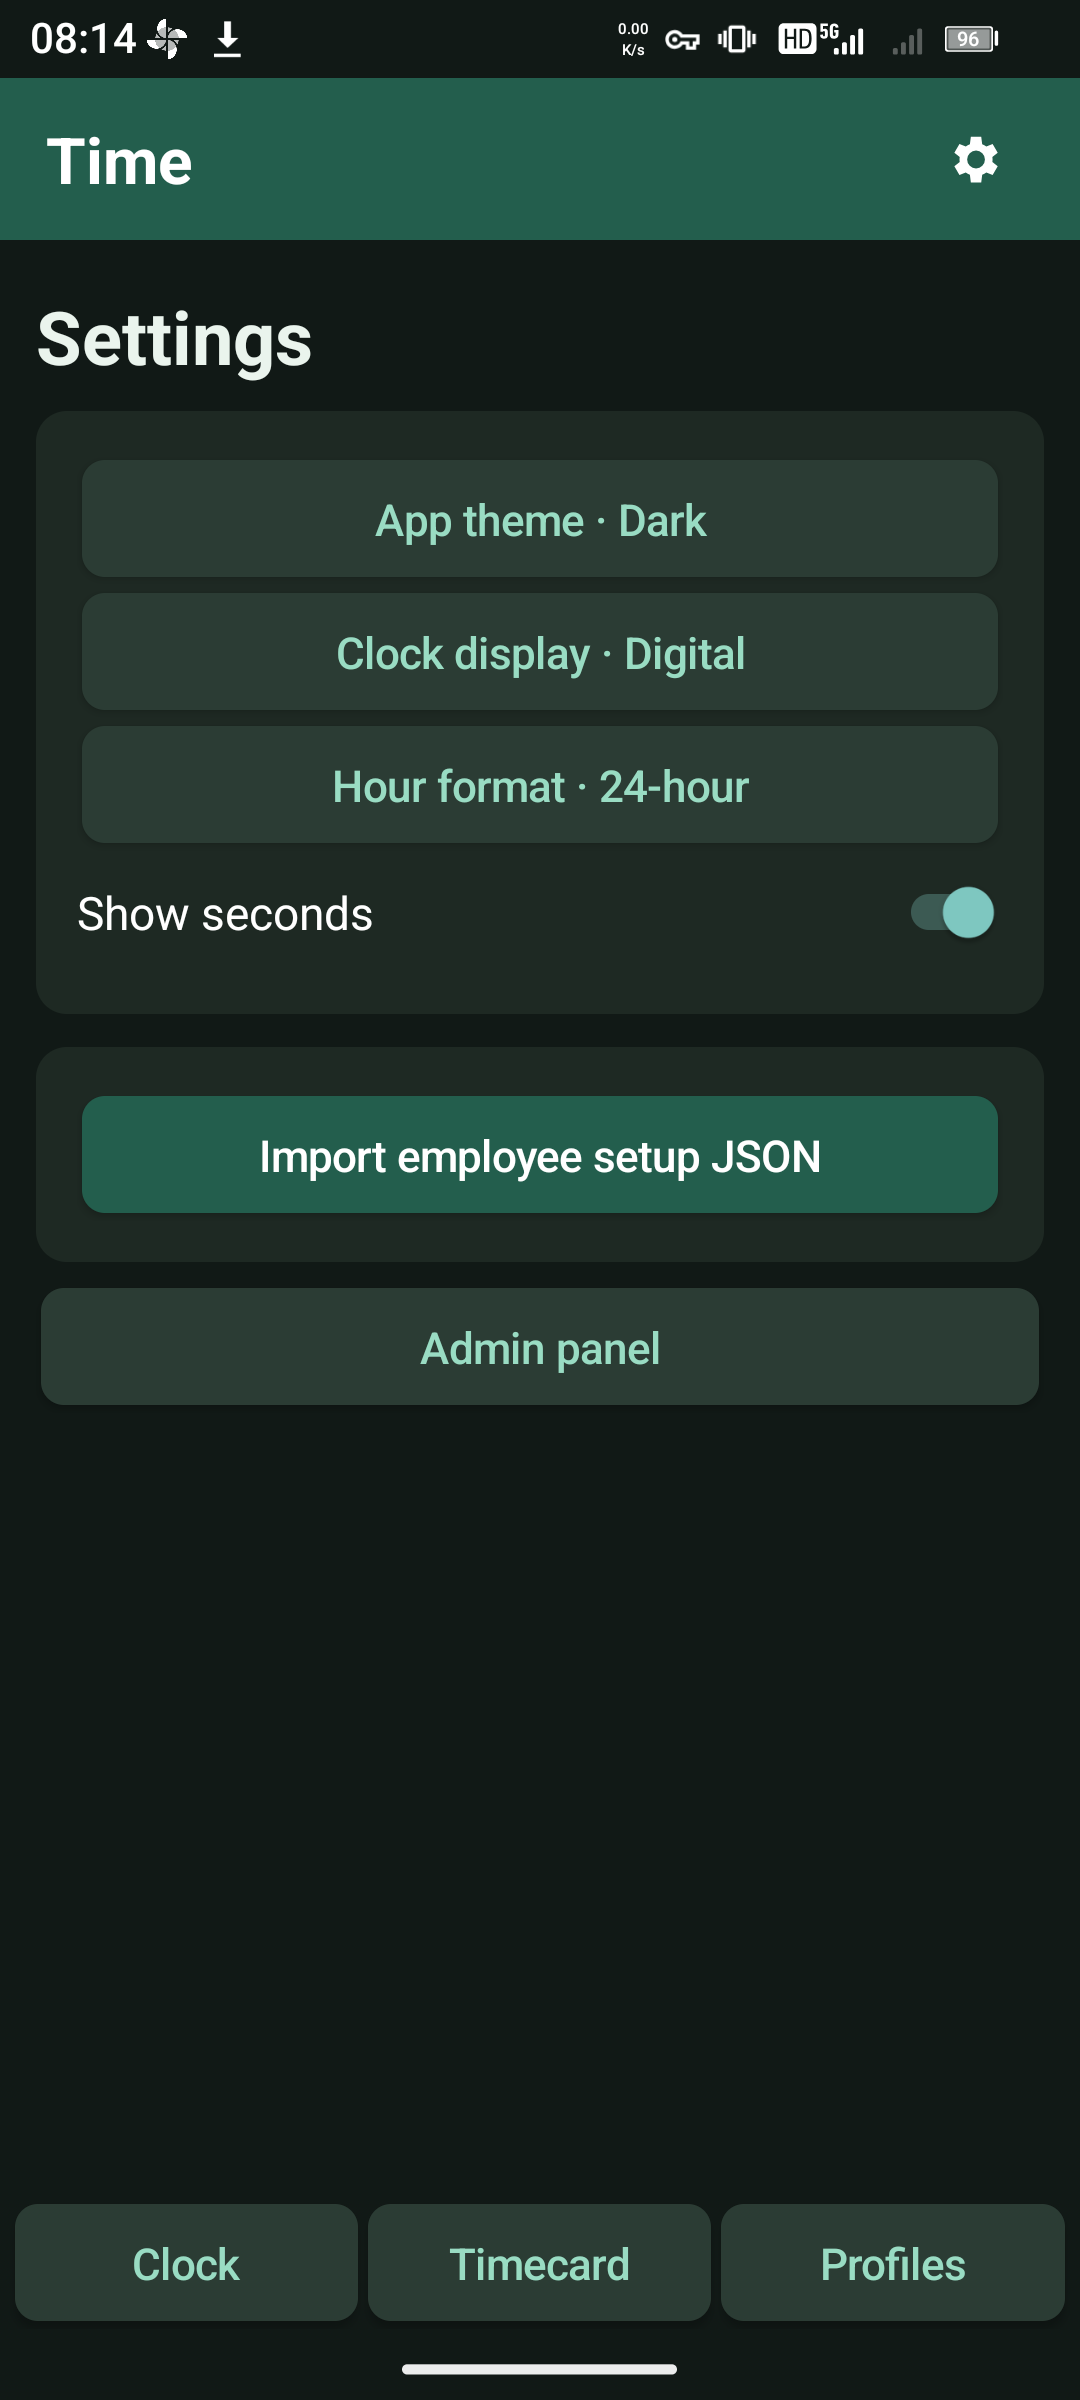 08:14
0.00
K/s
HD
5G
96
Time
Settings
App theme · Dark
Clock display · Digital
Hour format · 24-hour
Show seconds
Import employee setup JSON
Admin panel
Clock
Timecard
Profiles